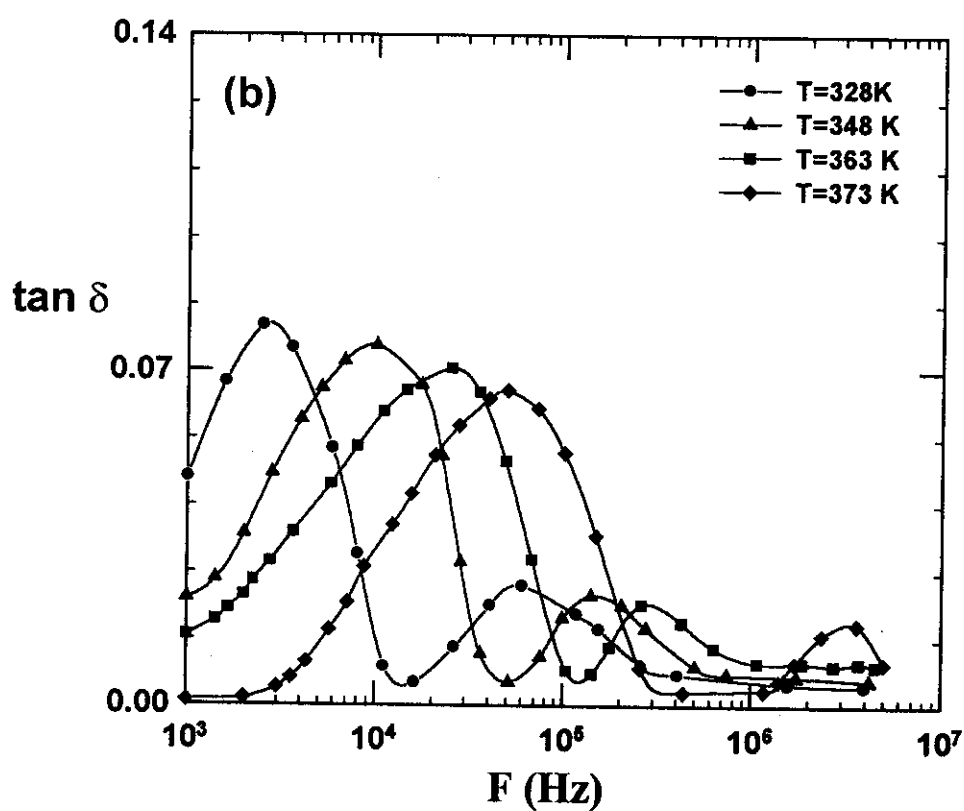 0.14
(b)
T=328K
T=348 K
T=363 K
T=373 K
tan δ
0.07
0.00
10³ 10⁴ 10⁵ 10⁶ 10⁷
F (Hz)